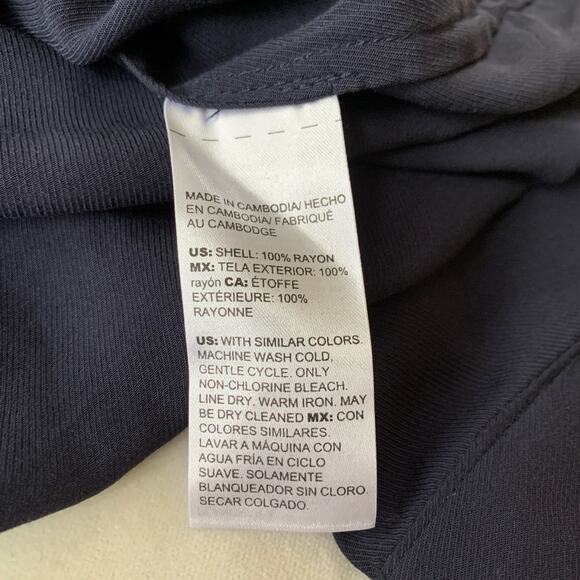 MADE IN CAMBODIA/ HECHO
EN CAMBODIA/ FABRIQUÉ
AU CAMBODGE
US: SHELL: 100% RAYON
MX: TELA EXTERIOR: 100%
rayón CA: ÉTOFFE
EXTÉRIEURE: 100%
RAYONNE
US: WITH SIMILAR COLORS.
MACHINE WASH COLD,
GENTLE CYCLE. ONLY
NON-CHLORINE BLEACH.
LINE DRY. WARM IRON. MAY
BE DRY CLEANED MX: CON
COLORES SIMILARES.
LAVAR A MÁQUINA CON
AGUA FRÍA EN CICLO
SUAVE. SOLAMENTE
BLANQUEADOR SIN CLORO.
SECAR COLGADO.